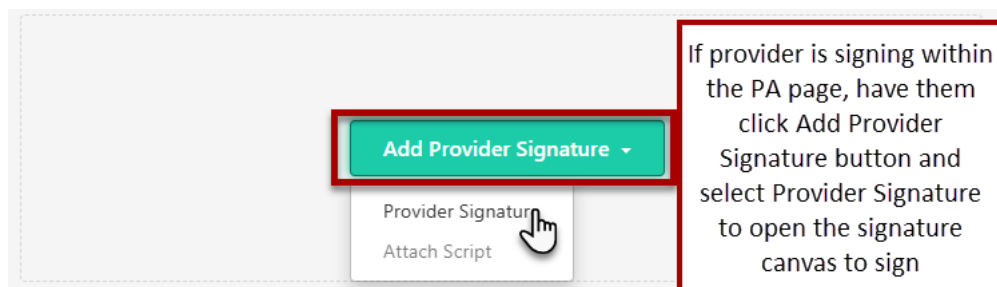 Add Provider Signature
Provider Signature
Attach Script
If provider is signing within
the PA page, have them
click Add Provider
Signature button and
select Provider Signature
to open the signature
canvas to sign